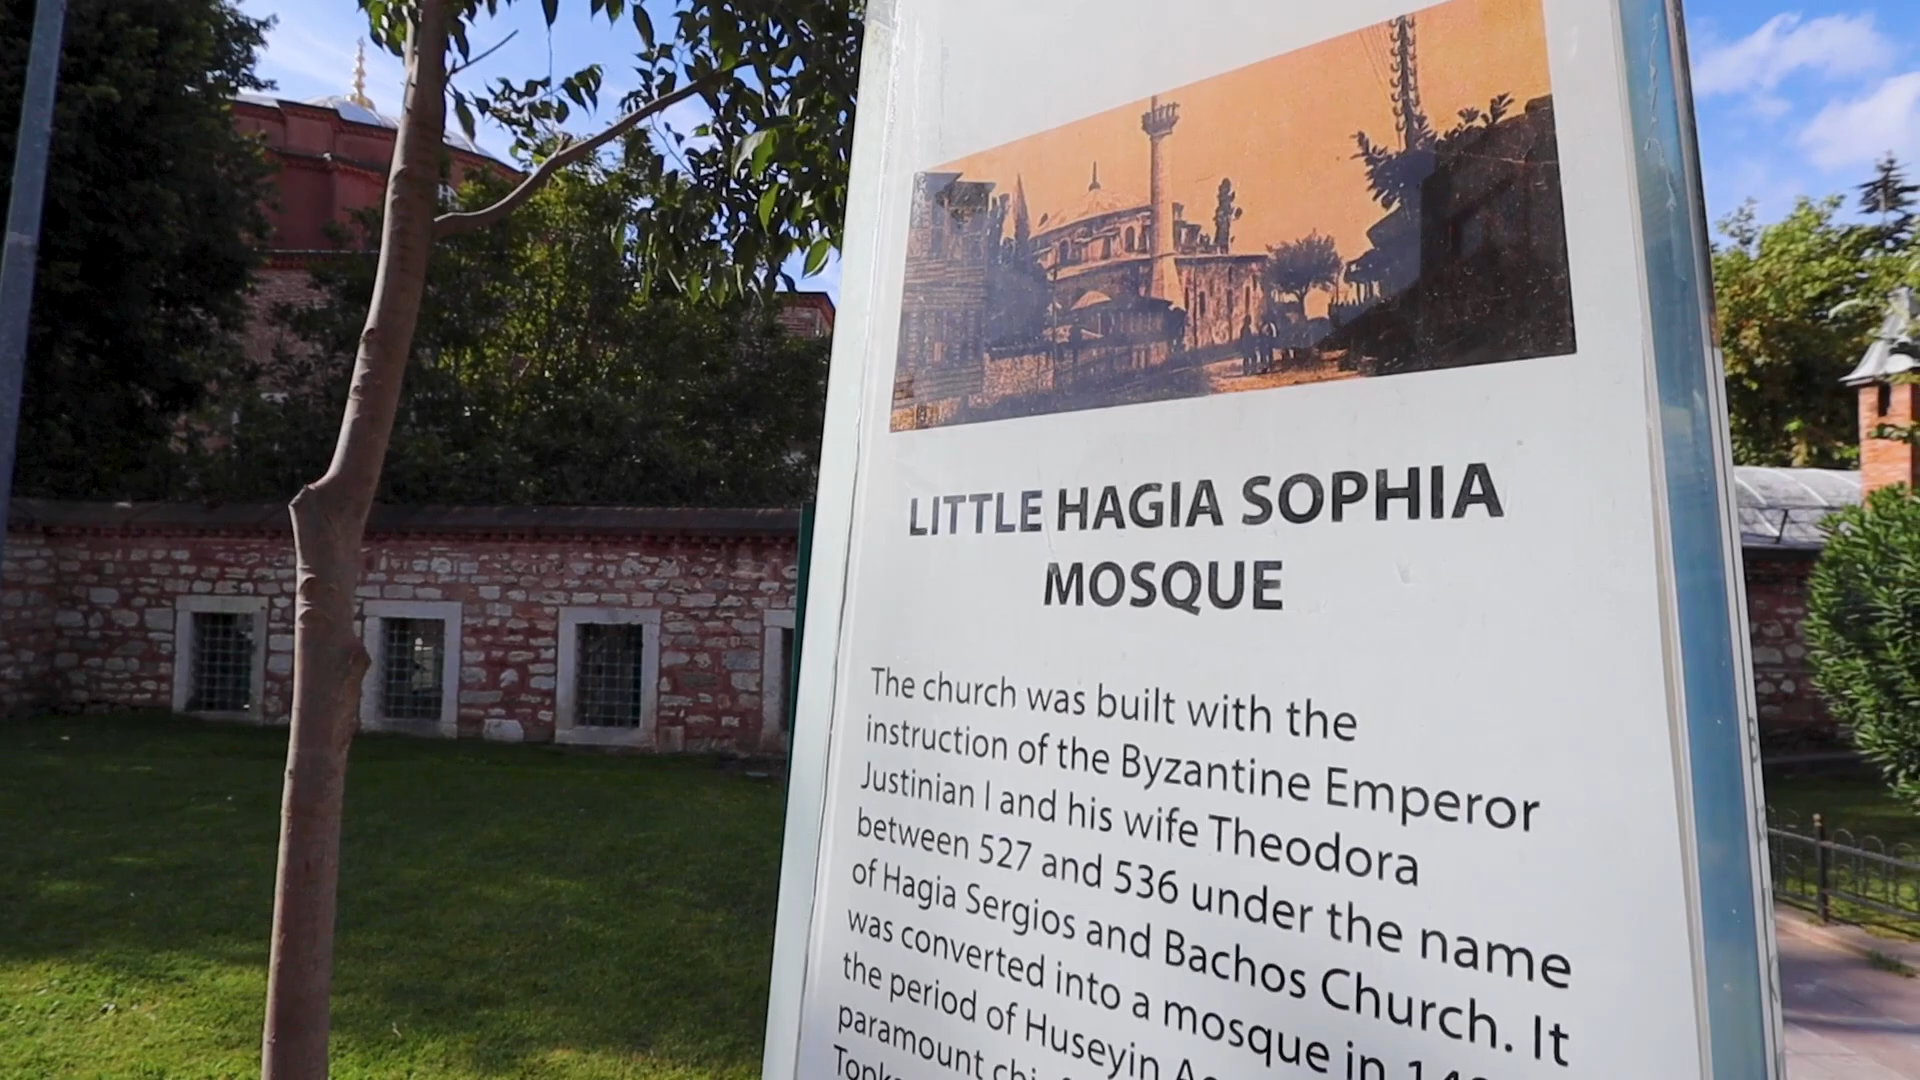 LITTLE HAGIA SOPHIA
MOSQUE
The church was built with the
instruction of the Byzantine Emperor
Justinian I and his wife Theodora
between 527 and 536 under the name
of Hagia Sergios and Bachos Church. It
was converted into a mosque in
the period of Huseyin
paramount